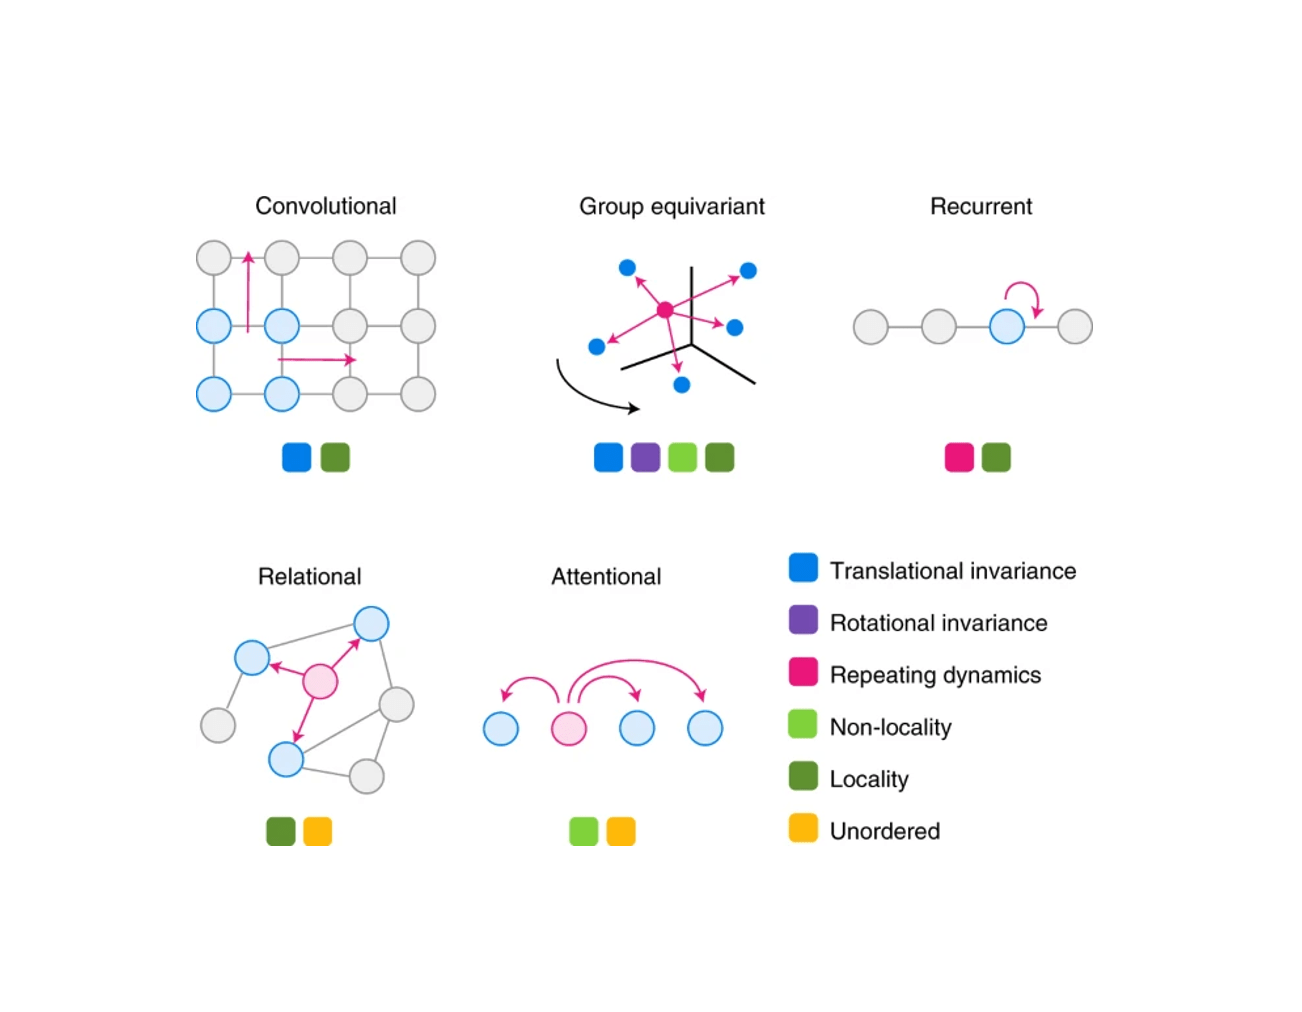 Convolutional
Group equivariant
Recurrent
Relational
Attentional
Translational invariance
Rotational invariance
Repeating dynamics
Non-locality
Locality
Unordered